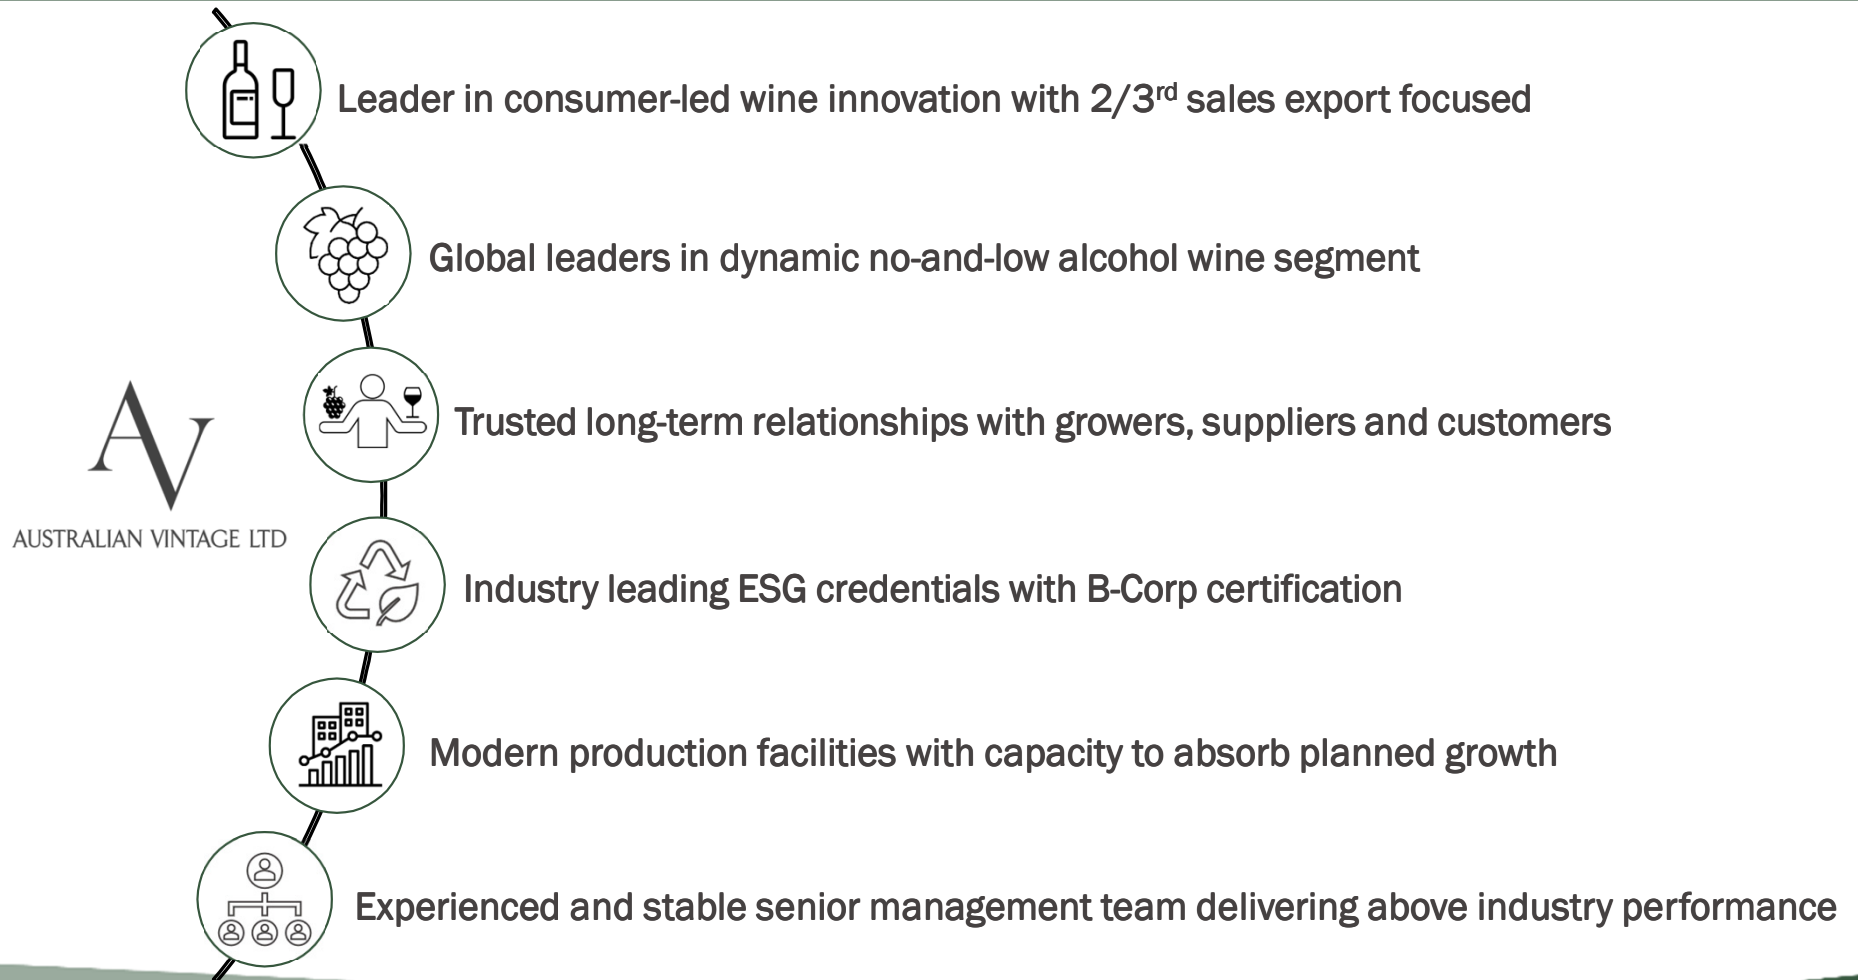 Leader in consumer-led wine innovation with 2/3rd sales export focused
Global leaders in dynamic no-and-low alcohol wine segment
Trusted long-term relationships with growers, suppliers and customers
AV
AUSTRALIAN VINTAGE LTD
Industry leading ESG credentials with B-Corp certification
Modern production facilities with capacity to absorb planned growth
Experienced and stable senior management team delivering above industry performance